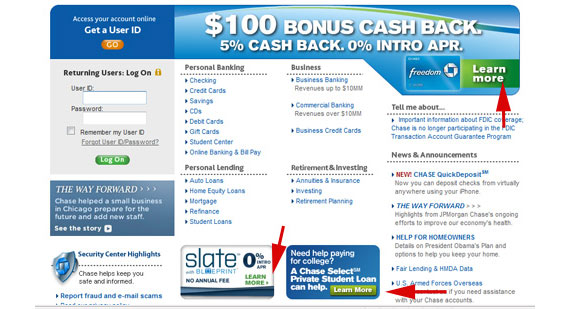 Access your account online
Get a User ID
GO
$100 BONUS CASH BACK.
5% CASH BACK. 0% INTRO APR.
freedom
Learn
more
Returning Users: Log On
User ID:
Password:
Remember my User ID
Forgot User ID/Password?
Log On
THE WAY FORWARD >>>
Chase helped a small business
in Chicago prepare for the
future and add new staff.
See the story
Security Center Highlights
Chase helps keep you
safe and informed.
Report fraud and e-mail scams
Read our privacy policy
Personal Banking
Checking
Credit Cards
Savings
CDs
Debit Cards
Gift Cards
Student Center
Online Banking & Bill Pay
Personal Lending
Auto Loans
Home Equity Loans
Mortgage
Refinance
Student Loans
Business
Business Banking
Revenues up to $10MM
Commercial Banking
Revenues over $10MM
Business Credit Cards
Retirement & Investing
Annuities & Insurance
Investing
Retirement Planning
slate SM
WITH BLUEPRINT
NO ANNUAL FEE
0% INTRO
APR
LEARN
MORE >
Need help paying
for college?
A Chase Select SM
Private Student Loan
can help.
Learn More
Tell me about...
Important information about FDIC coverage;
Chase is no longer participating in the FDIC
Transaction Account Guarantee Program
News & Announcements
NEW! CHASE QuickDeposit SM
Now you can deposit checks from virtually
anywhere using your iPhone.
THE WAY FORWARD >>>
Highlights from JPMorgan Chase's ongoing
efforts to improve our economy's health.
HELP FOR HOMEOWNERS
Details on President Obama's Plan and
options to help you keep your home.
Fair Lending & HMDA Data
U.S. Armed Forces Overseas
if you need assistance
with your Chase accounts.